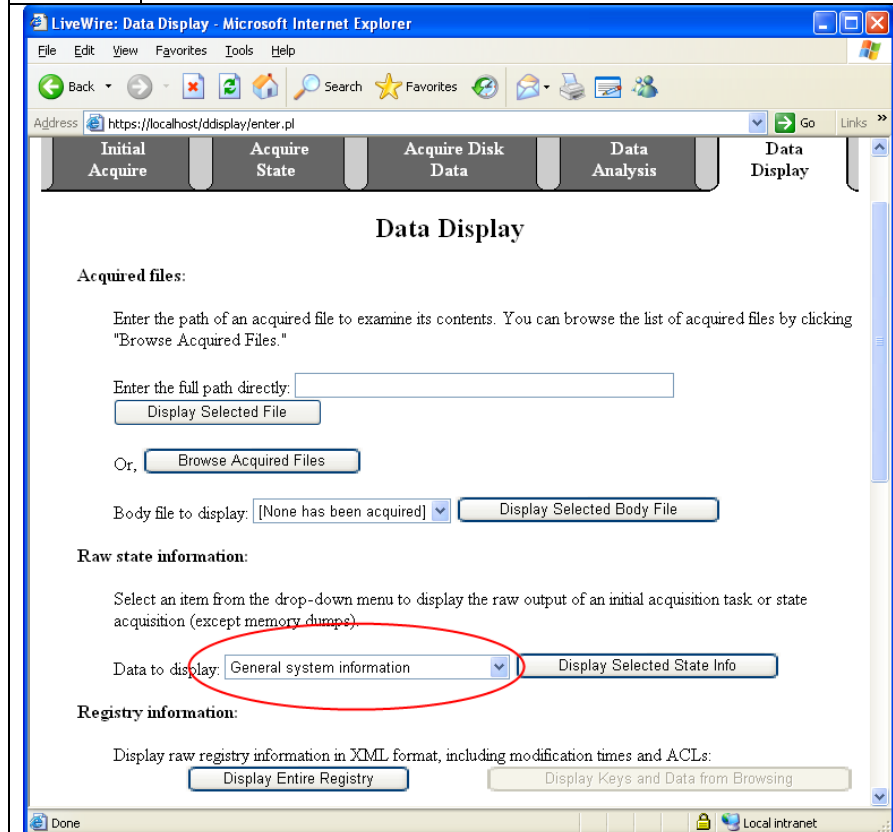 LiveWire: Data Display - Microsoft Internet Explorer
File Edit View Favorites Tools Help
Back Search Favorites
Address https://localhost/ddisplay/enter.pl Go Links »
Initial Acquire Acquire Disk Data Data
Acquire State Data Analysis Display
Data Display
Acquired files:
Enter the path of an acquired file to examine its contents. You can browse the list of acquired files by clicking
"Browse Acquired Files."
Enter the full path directly:
Display Selected File
Or, Browse Acquired Files
Body file to display: [None has been acquired] Display Selected Body File
Raw state information:
Select an item from the drop-down menu to display the raw output of an initial acquisition task or state
acquisition (except memory dumps).
Data to display: General system information Display Selected State Info
Registry information:
Display raw registry information in XML format, including modification times and ACLs:
Display Entire Registry Display Keys and Data from Browsing
Done Local intranet